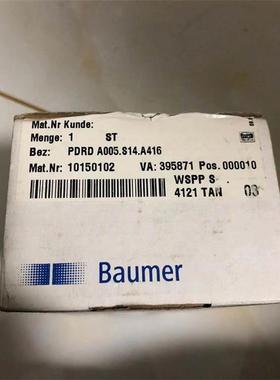 Mat.Nr Kunde:
Menge: 1 ST
Bez: PDRD A005.S14.A416
Mat.Nr: 10150102 VA: 395871 Pos. 000010
WSPP S
4121 TAN 03
Baumer